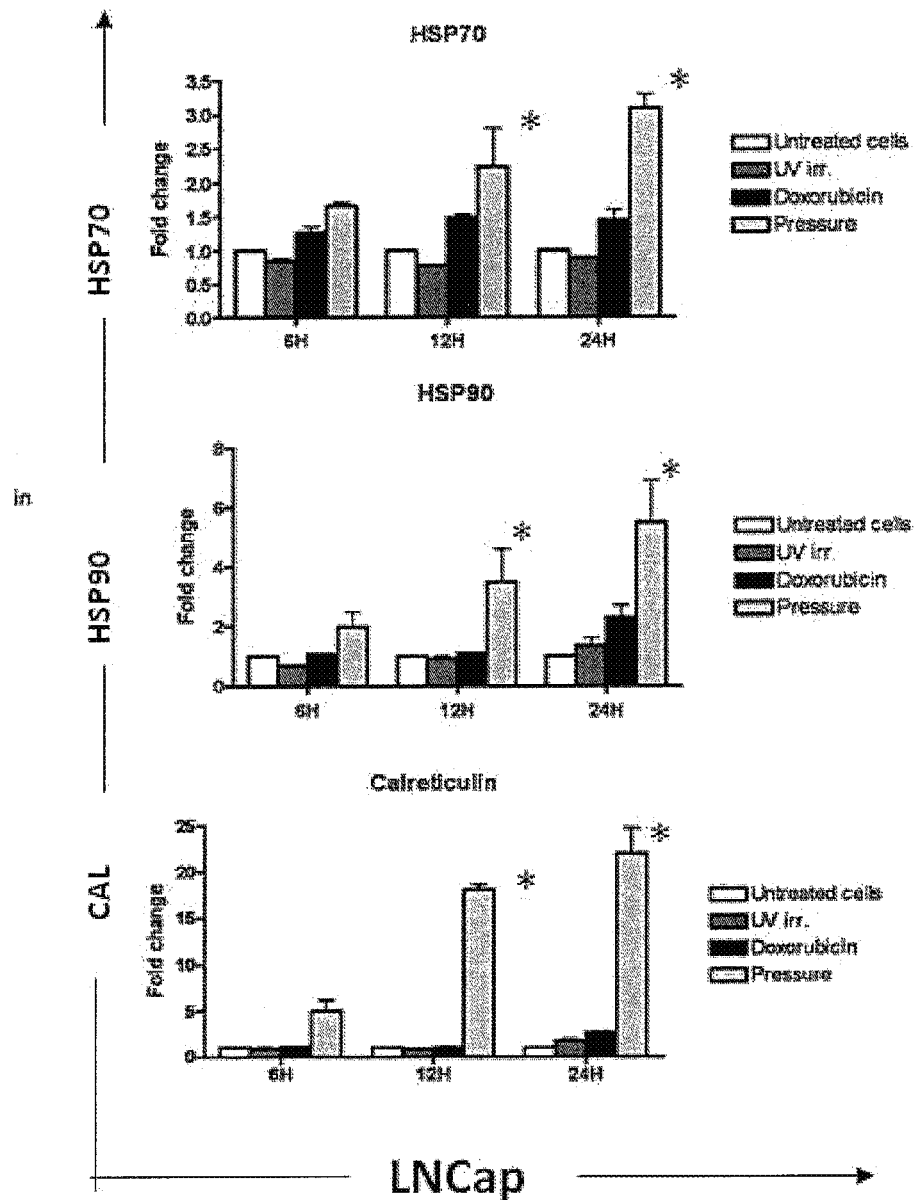 HSP70
HSP70
3.5
3.0
2.5
2.0
1.5
1.0
0.5
0.0
Fold change
*
*
6H
12H
24H
Untreated cells
UV irr.
Doxorubicin
Pressure
in
HSP90
HSP90
8
6
4
2
0
Fold change
*
*
6H
12H
24H
Untreated cells
UV irr.
Doxorubicin
Pressure
CAL
Calreticulin
25
20
15
10
5
0
Fold change
*
*
6H
12H
24H
Untreated cells
UV irr.
Doxorubicin
Pressure
LNCap